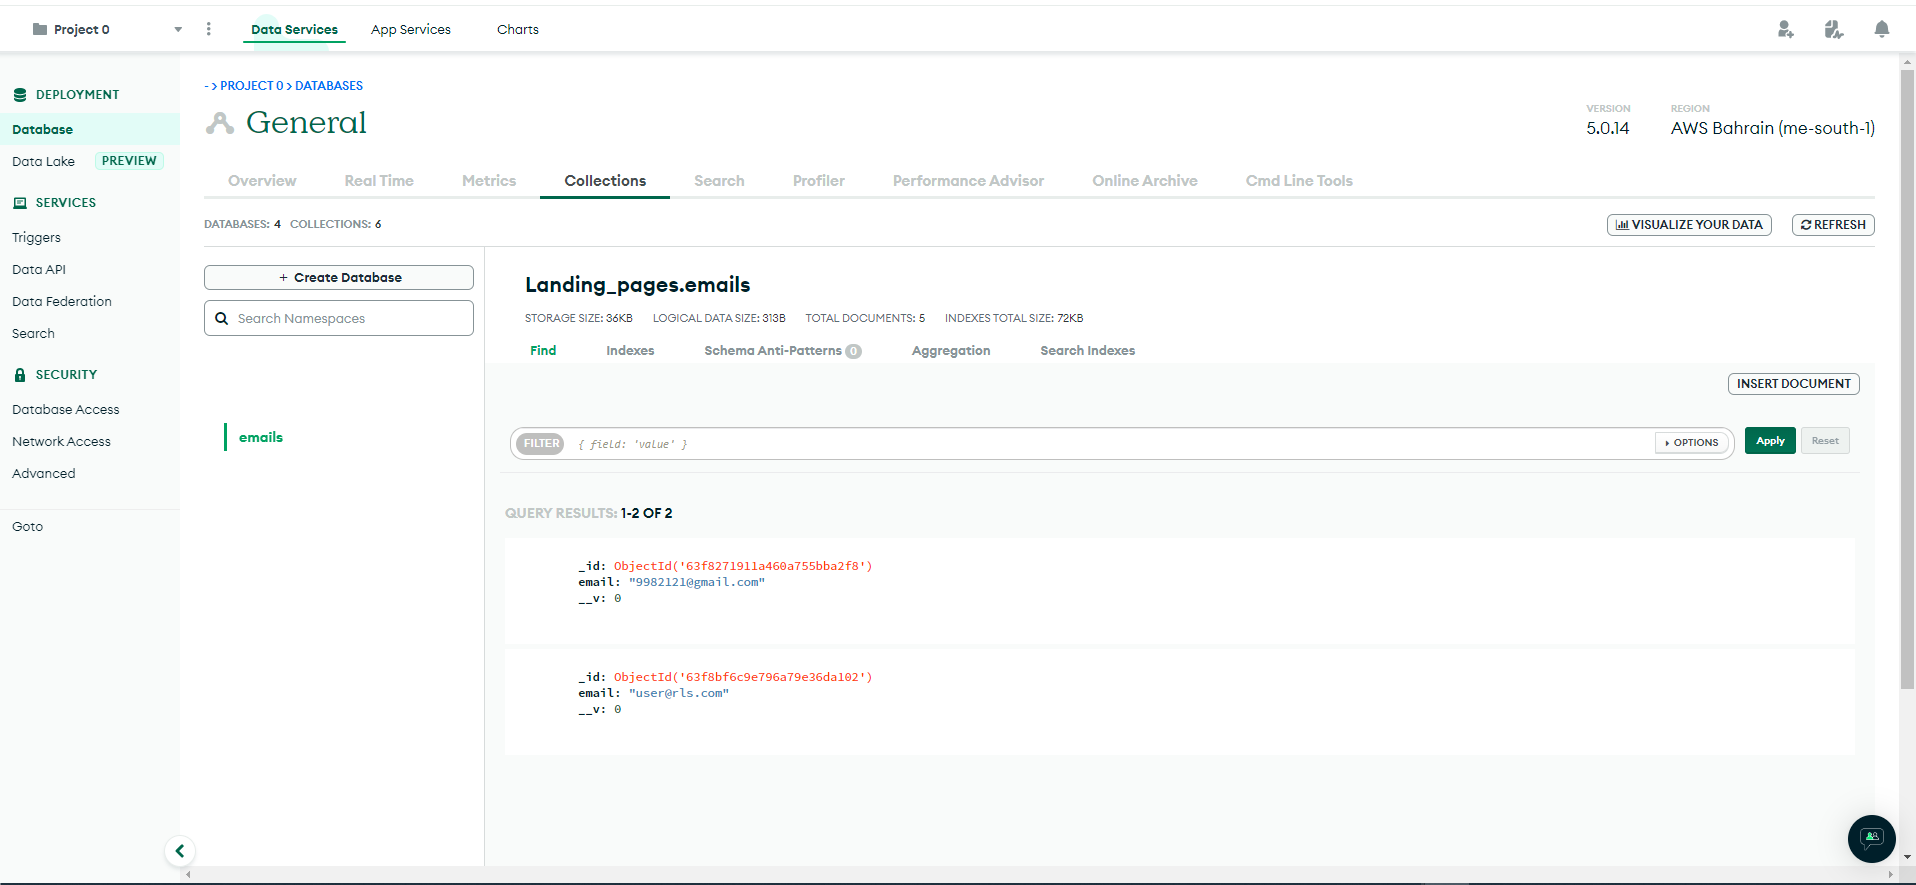 Project 0
Data Services
App Services
Charts
DEPLOYMENT
Database
Data Lake PREVIEW
SERVICES
Triggers
Data API
Data Federation
Search
SECURITY
Database Access
Network Access
Advanced
Goto
- > PROJECT 0 > DATABASES
General
VERSION
5.0.14
REGION
AWS Bahrain (me-south-1)
Overview
Real Time
Metrics
Collections
Search
Profiler
Performance Advisor
Online Archive
Cmd Line Tools
DATABASES: 4 COLLECTIONS: 6
VISUALIZE YOUR DATA
REFRESH
+ Create Database
Search Namespaces
emails
Landing_pages.emails
STORAGE SIZE: 36KB LOGICAL DATA SIZE: 313B TOTAL DOCUMENTS: 5 INDEXES TOTAL SIZE: 72KB
Find
Indexes
Schema Anti-Patterns 0
Aggregation
Search Indexes
INSERT DOCUMENT
FILTER { field: 'value' }
OPTIONS
Apply
Reset
QUERY RESULTS: 1-2 OF 2
_id: ObjectId('63f8271911a460a755bba2f8')
email: "9982121@gmail.com"
__v: 0
_id: ObjectId('63f8bf6c9e796a79e36da102')
email: "user@rls.com"
__v: 0